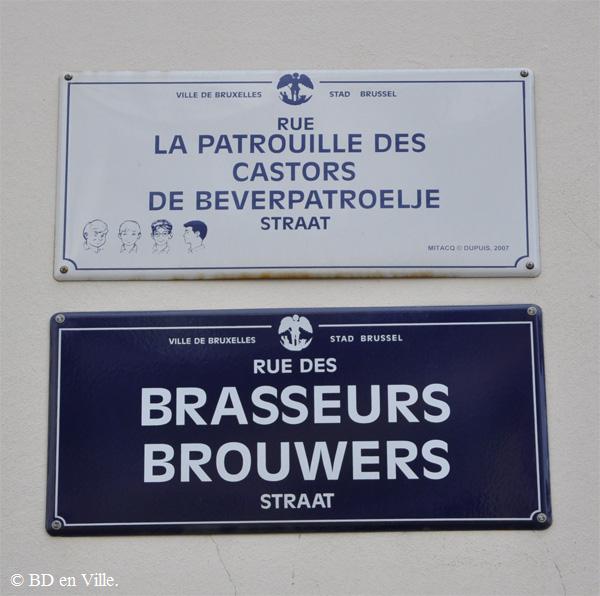 VILLE DE BRUXELLES STAD BRUSSEL
RUE
LA PATROUILLE DES
CASTORS
DE BEVERPATROELJE
STRAAT
MITACQ © DUPUIS, 2007
VILLE DE BRUXELLES STAD BRUSSEL
RUE DES
BRASSEURS
BROUWERS
STRAAT
© BD en Ville.